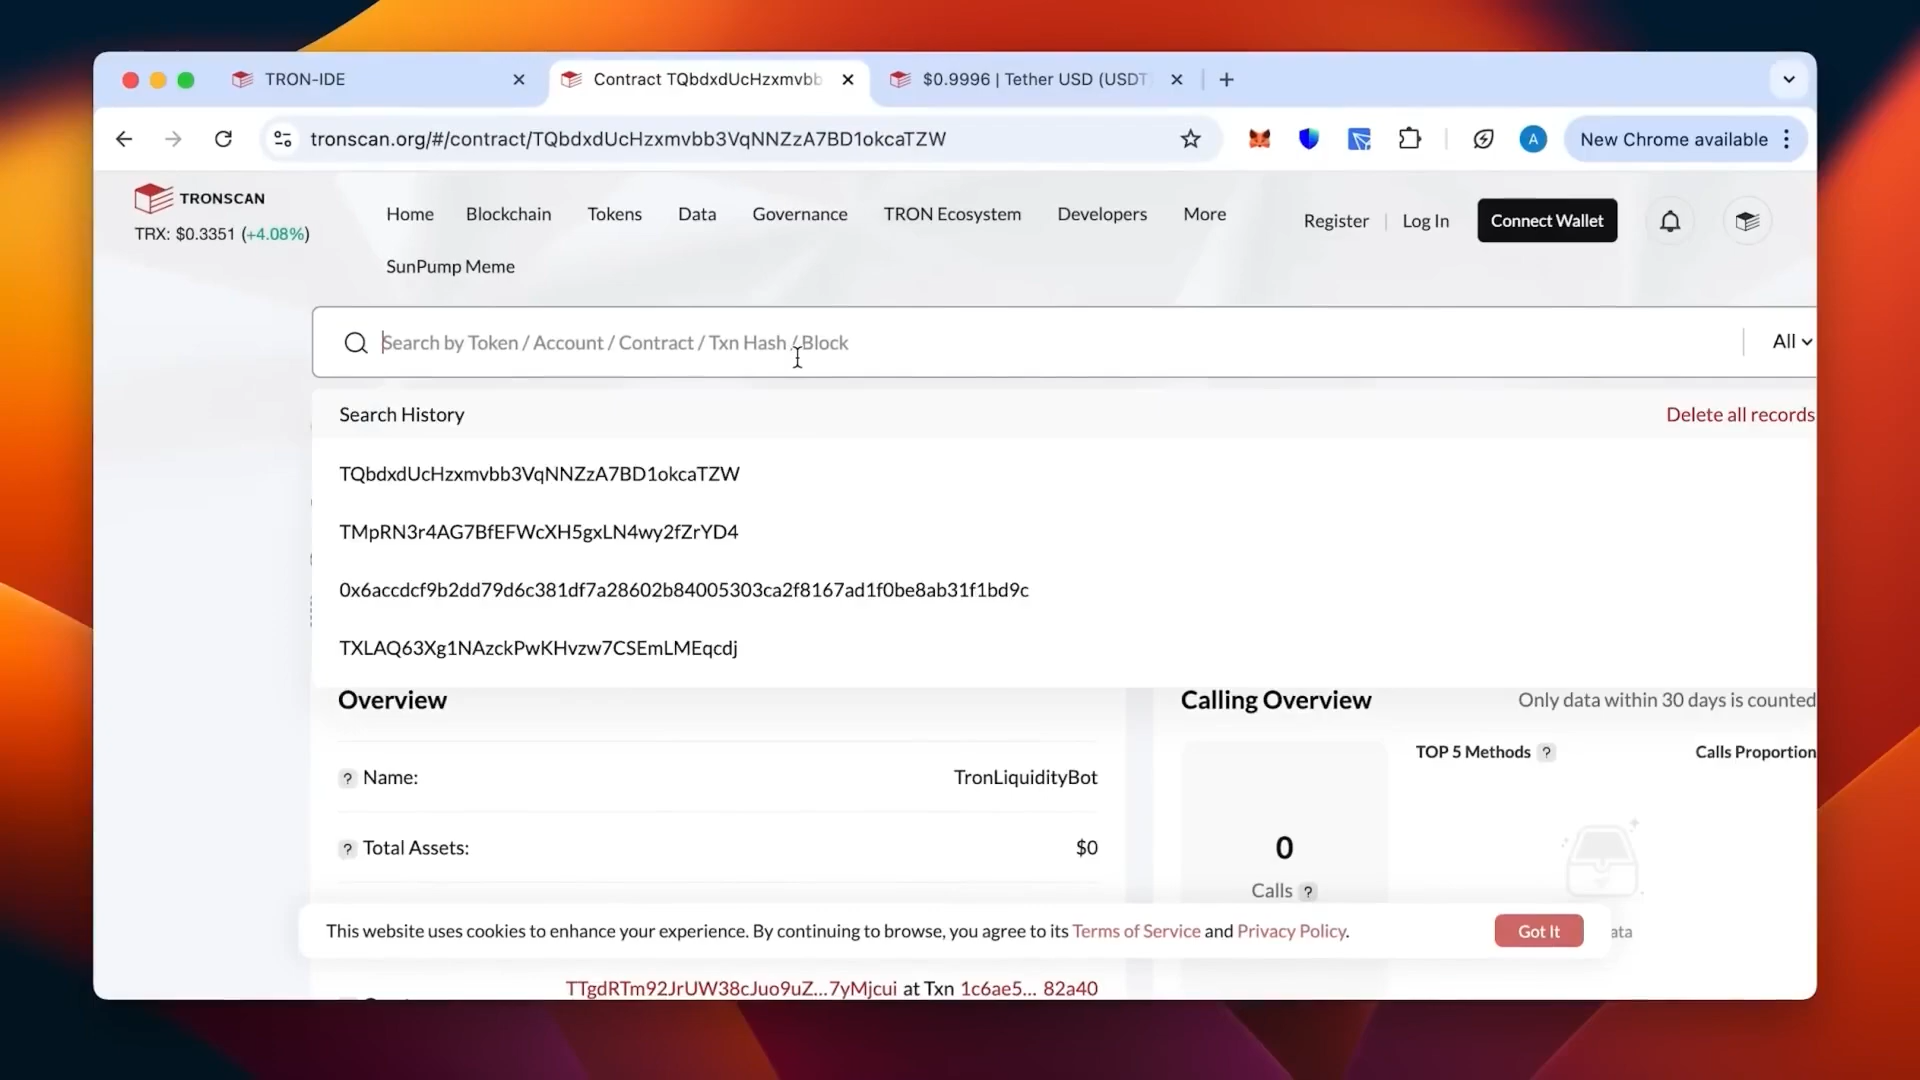 TRON-IDE
Contract TQbdxdUcHzxmvbb
$0.9996 | Tether USD (USDT)
tronscan.org/#/contract/TQbdxdUcHzxmvbb3VqNNZzA7BD1okcaTZW
A
New Chrome available
TRONSCAN
TRX: $0.3351 (+4.08%)
Home
Blockchain
Tokens
Data
Governance
TRON Ecosystem
Developers
More
SunPump Meme
Register
Log In
Connect Wallet
Search by Token / Account / Contract / Txn Hash / Block
All
Search History
Delete all records
TQbdxdUcHzxmvbb3VqNNZzA7BD1okcaTZW
TMpRN3r4AG7BfEFWcXH5gxLN4wy2fZrYD4
0x6accdcf9b2dd79d6c381df7a28602b84005303ca2f8167ad1f0be8ab31f1bd9c
TXLAQ63Xg1NAzckPwKHvzw7CSEmLMEqcdj
Overview
Calling Overview
Only data within 30 days is counted
? Name:
TronLiquidityBot
? Total Assets:
$0
TOP 5 Methods ?
Calls Proportion
0
Calls ?
This website uses cookies to enhance your experience. By continuing to browse, you agree to its Terms of Service and Privacy Policy.
Got It
ata
TTgdRTm92JrUW38cJuo9uZ...7yMjcui at Txn 1c6ae5... 82a40